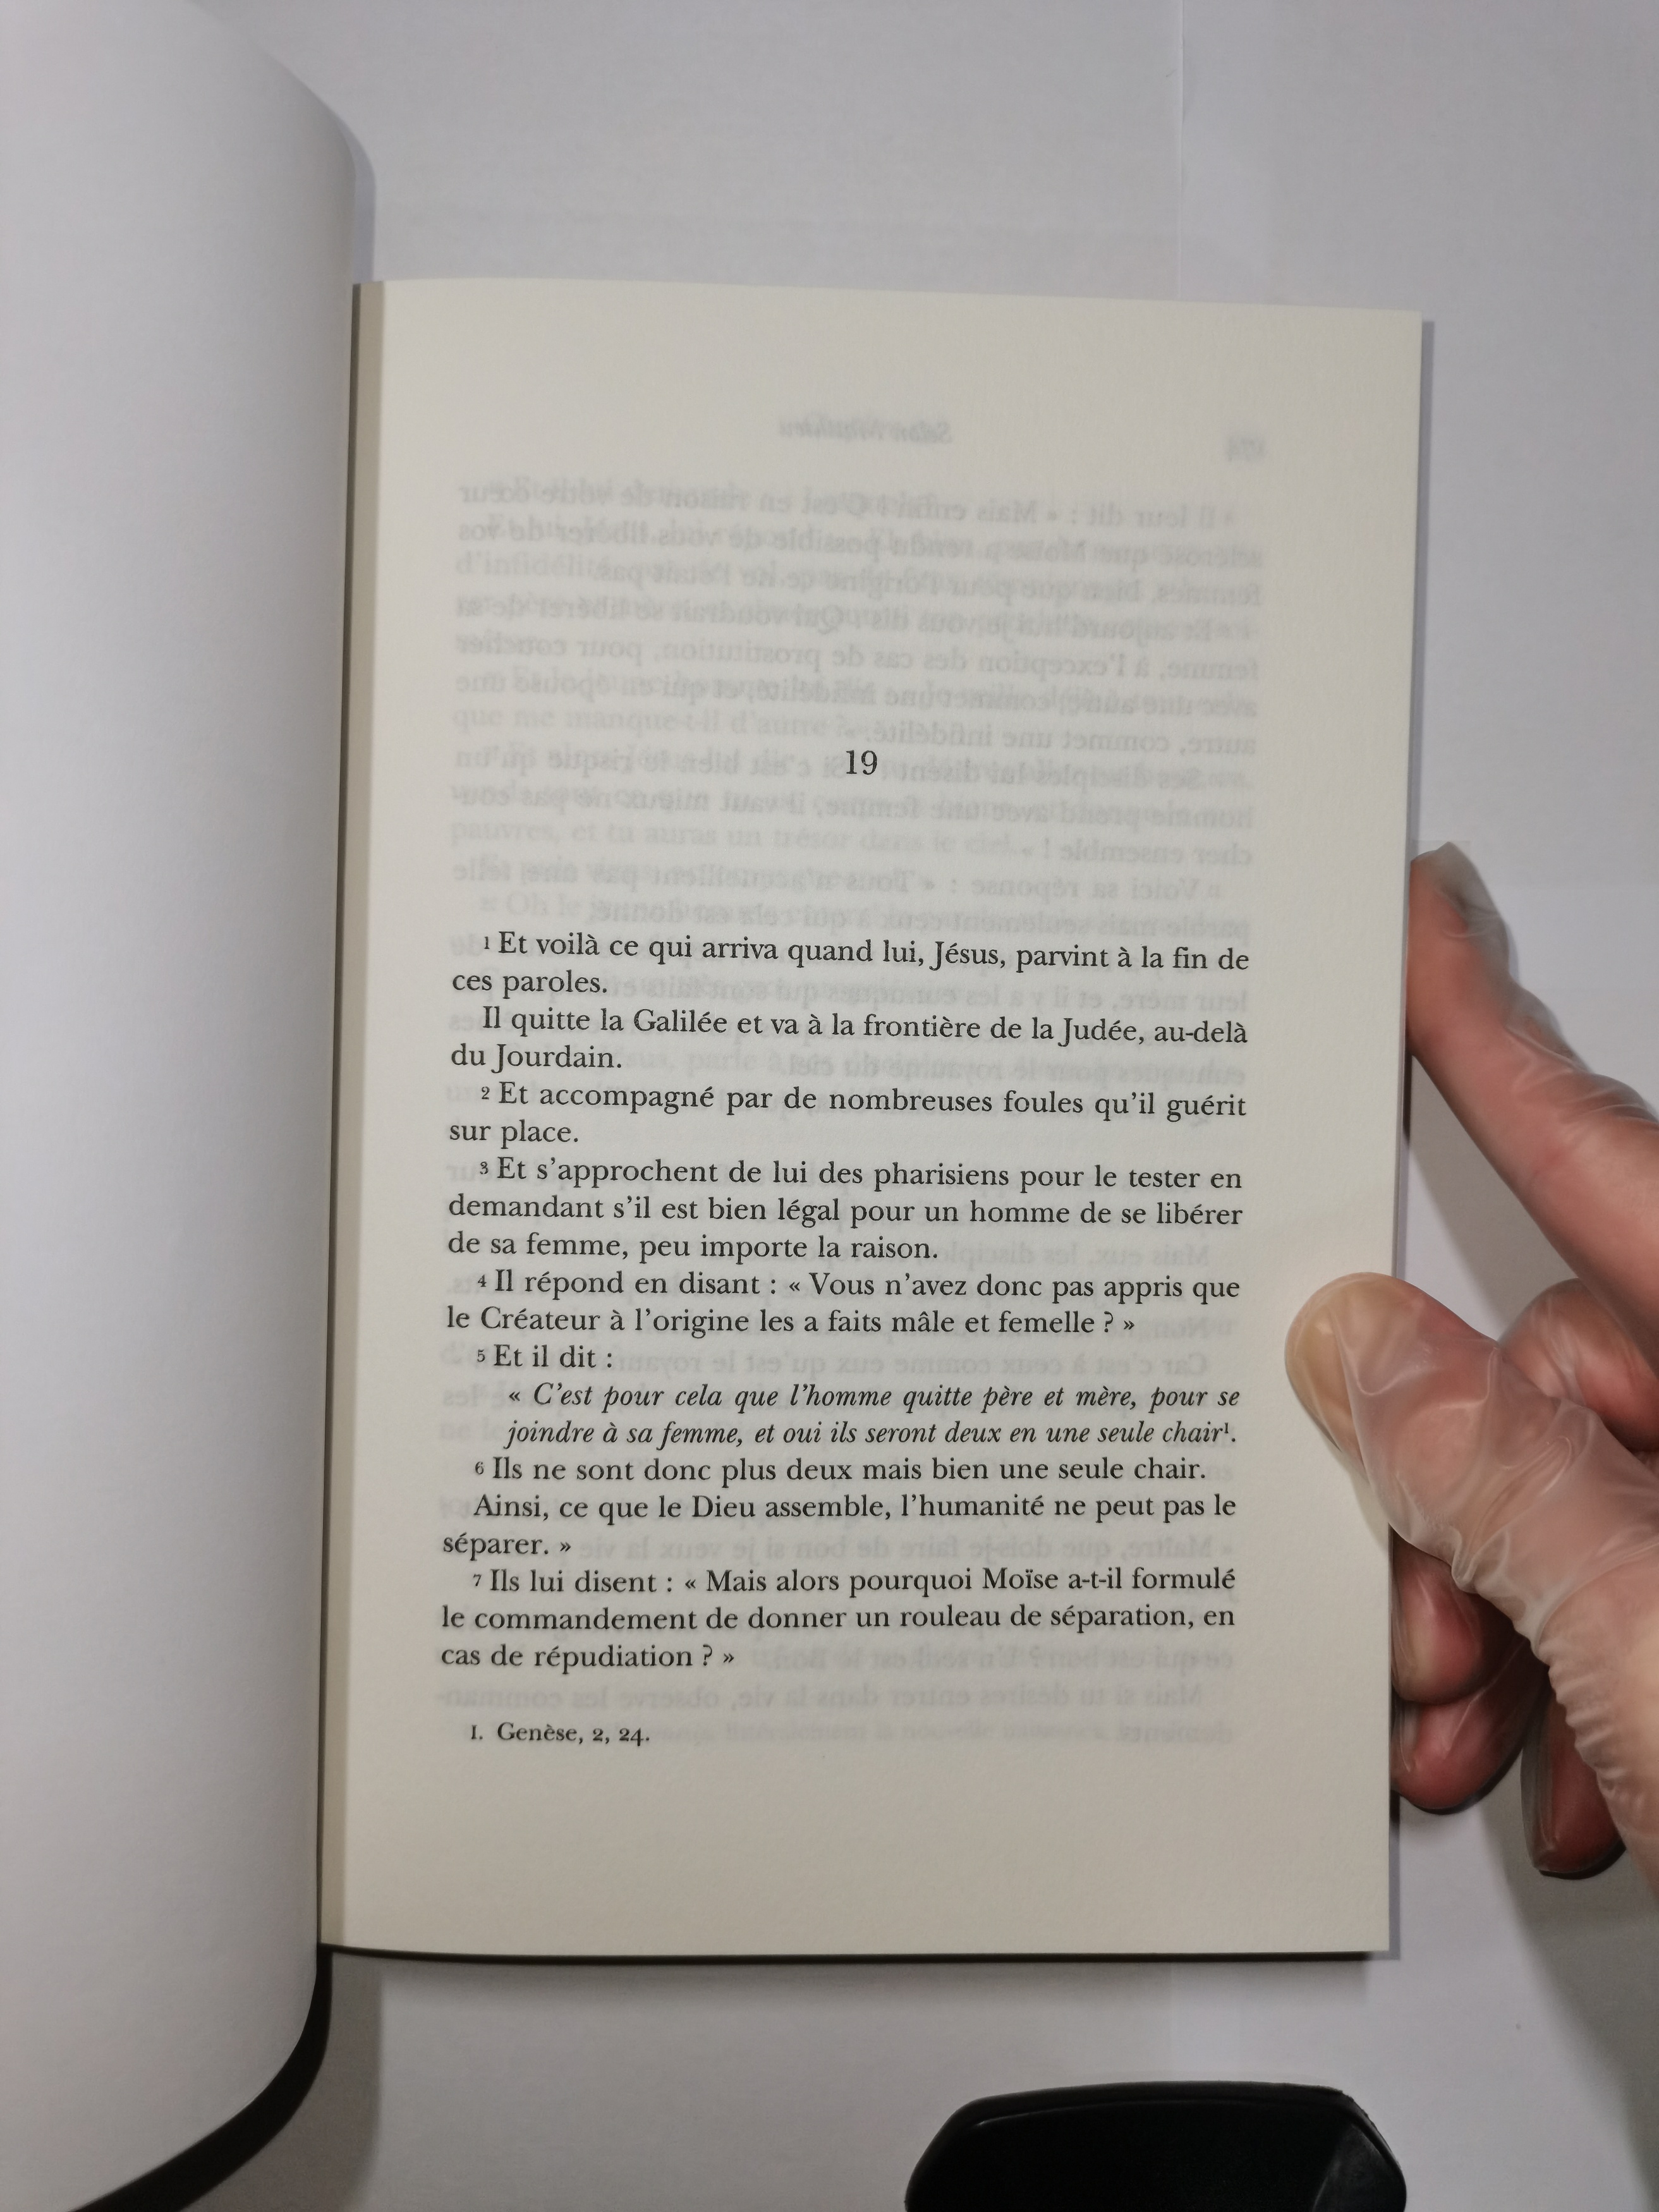 19
1 Et voilà ce qui arriva quand lui, Jésus, parvint à la fin de
ces paroles.
Il quitte la Galilée et va à la frontière de la Judée, au-delà
du Jourdain.
2 Et accompagné par de nombreuses foules qu’il guérit
sur place.
3 Et s’approchent de lui des pharisiens pour le tester en
demandant s’il est bien légal pour un homme de se libérer
de sa femme, peu importe la raison.
4 Il répond en disant : « Vous n’avez donc pas appris que
le Créateur à l’origine les a faits mâle et femelle ? »
5 Et il dit :
« C’est pour cela que l’homme quitte père et mère, pour se
joindre à sa femme, et oui ils seront deux en une seule chair¹.
6 Ils ne sont donc plus deux mais bien une seule chair.
Ainsi, ce que le Dieu assemble, l’humanité ne peut pas le
séparer. »
7 Ils lui disent : « Mais alors pourquoi Moïse a-t-il formulé
le commandement de donner un rouleau de séparation, en
cas de répudiation ? »
1. Genèse, 2, 24.